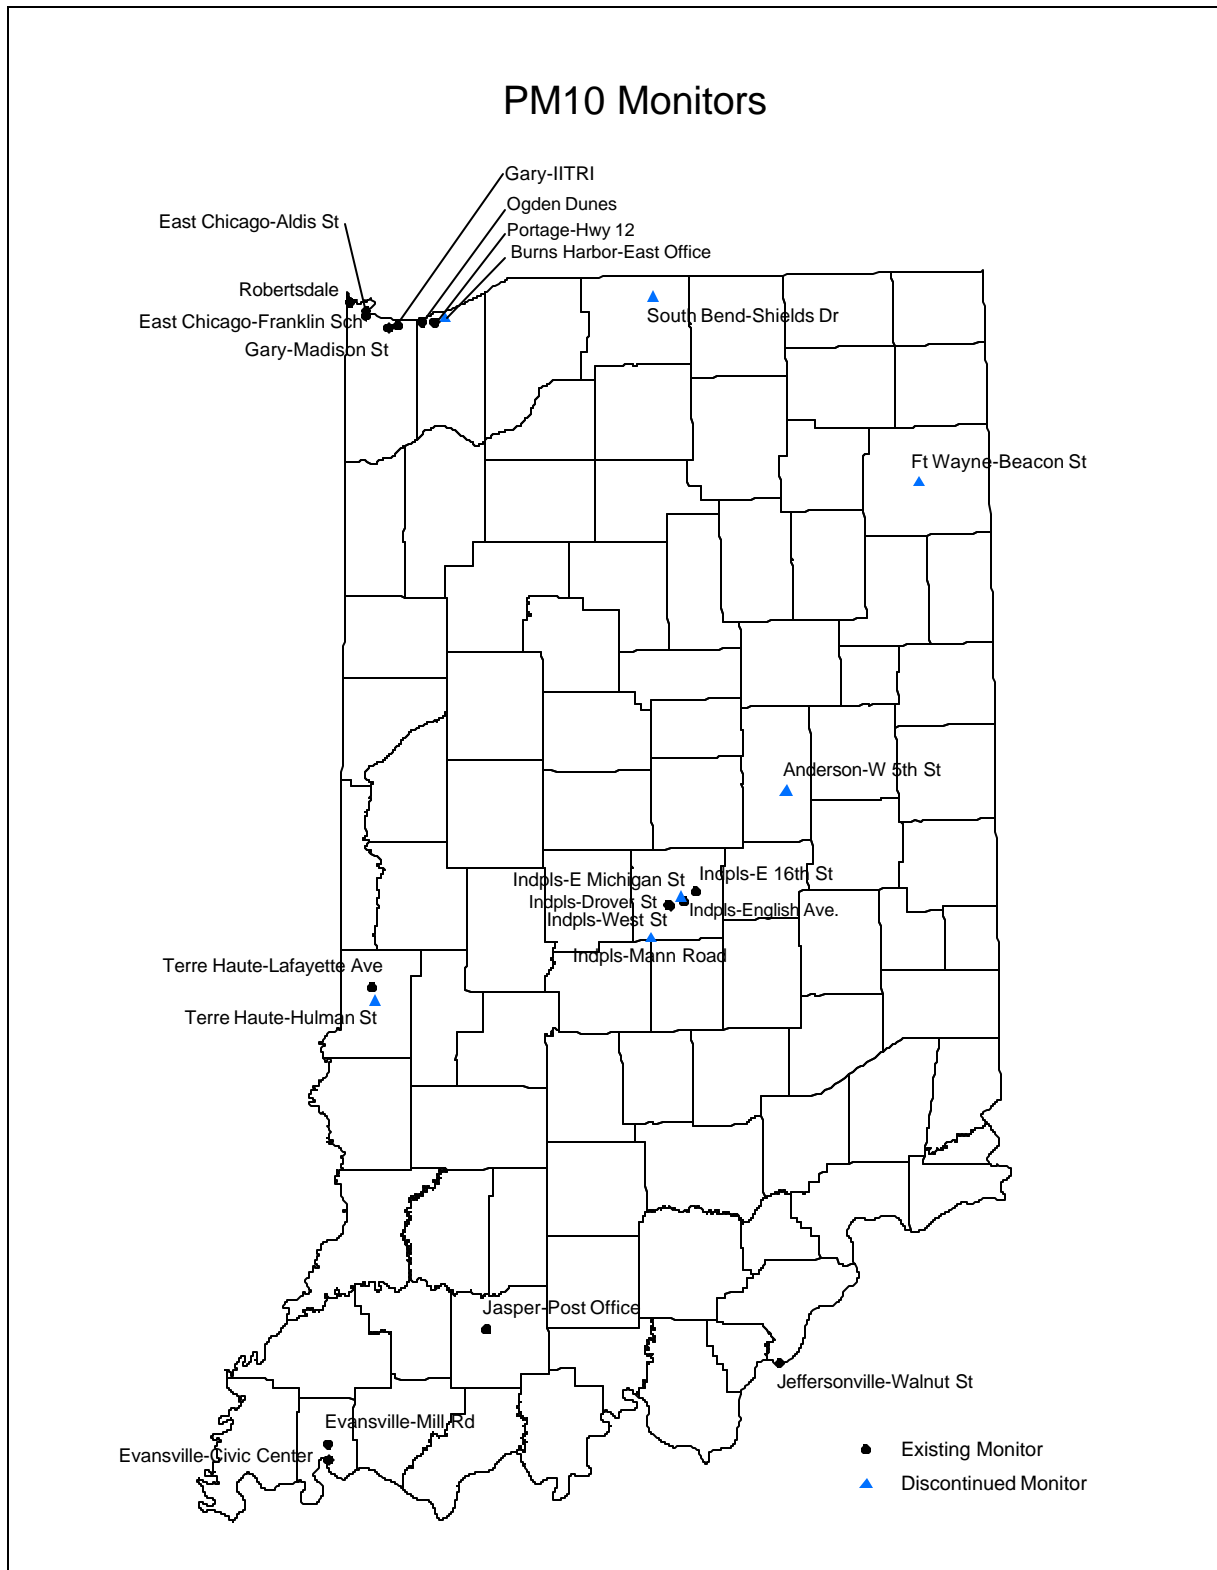 PM10 Monitors
Gary-IITRI
Ogden Dunes
East Chicago-Aldis St
Portage-Hwy 12
Burns Harbor-East Office
Robertsdale
South Bend-Shields Dr
East Chicago-Franklin Sch
Gary-Madison St
Ft Wayne-Beacon St
Anderson-W 5th St
Indpls-E 16th St
Indpls-E Michigan St
Indpls-Drover St
Indpls-English Ave.
Indpls-West St
Indpls-Mann Road
Terre Haute-Lafayette Ave
Terre Haute-Hulman St
Jasper-Post Office
Jeffersonville-Walnut St
Evansville-Mill Rd
Evansville-Civic Center
Existing Monitor
Discontinued Monitor